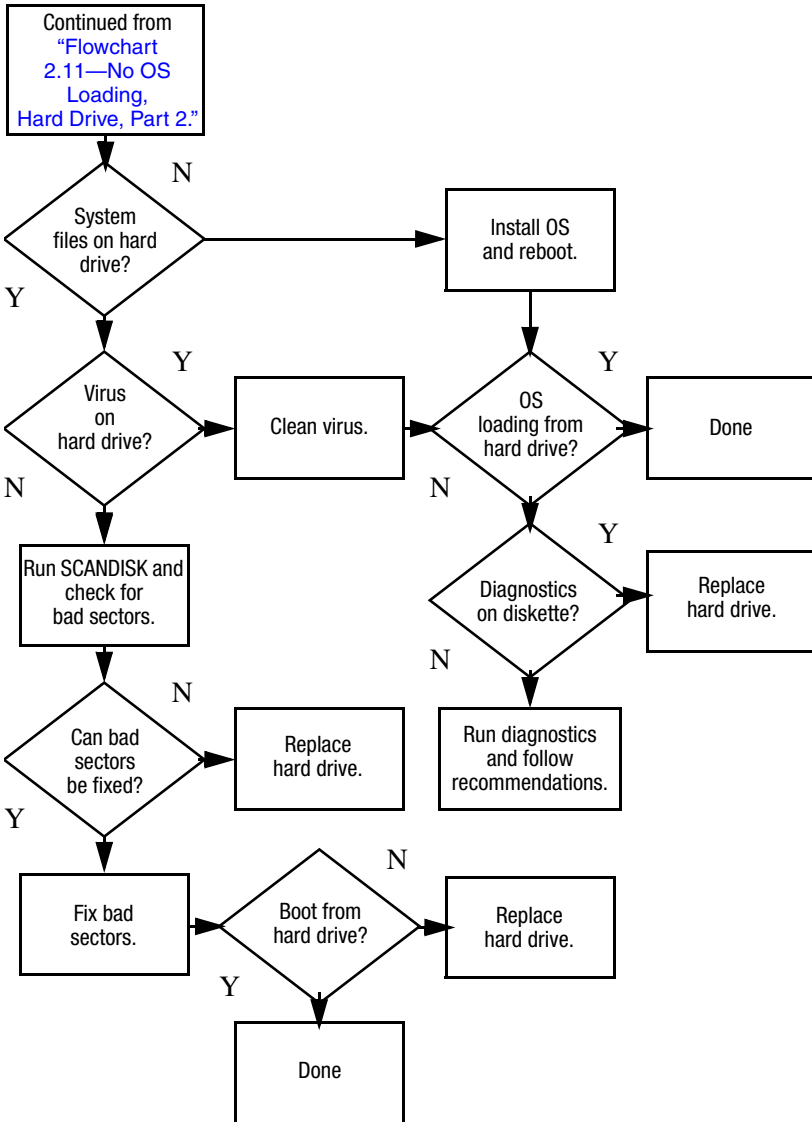 Continued from
“Flowchart
2.11—No OS
Loading,
Hard Drive, Part 2.”
N
System
files on hard
drive?
Install OS
and reboot.
Y
Y
Virus
on
hard drive?
Clean virus.
Y
OS
loading from
hard drive?
Done
N
N
Run SCANDISK and
check for
bad sectors.
Y
Diagnostics
on diskette?
Replace
hard drive.
N
N
Can bad
sectors
be fixed?
Replace
hard drive.
Run diagnostics
and follow
recommendations.
Y
Fix bad
sectors.
N
Boot from
hard drive?
Replace
hard drive.
Y
Done